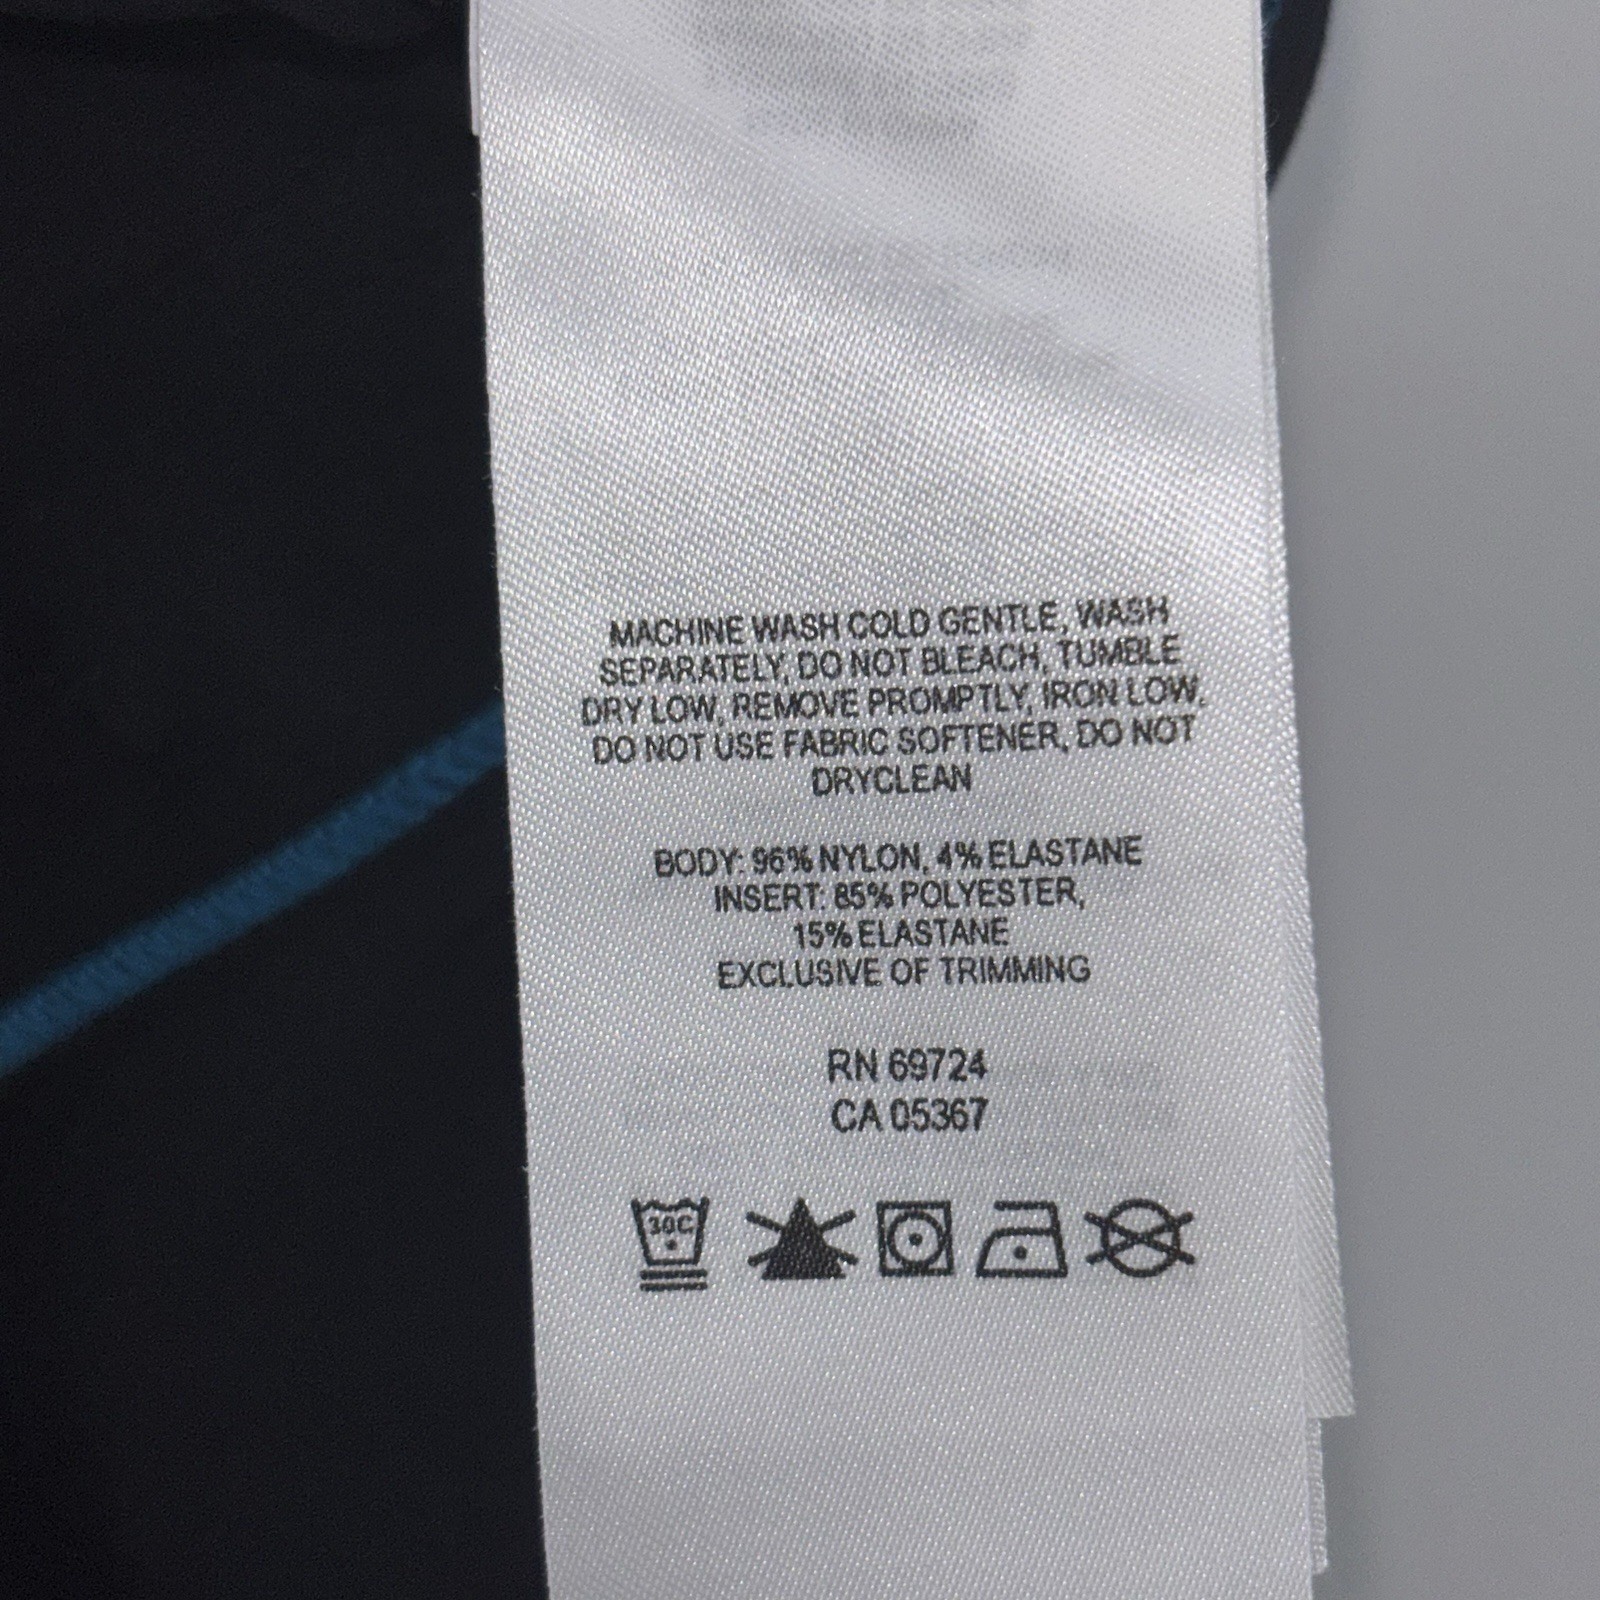 MACHINE WASH COLD GENTLE, WASH
SEPARATELY, DO NOT BLEACH, TUMBLE
DRY LOW, REMOVE PROMPTLY, IRON LOW,
DO NOT USE FABRIC SOFTENER, DO NOT
DRYCLEAN
BODY: 96% NYLON, 4% ELASTANE
INSERT: 85% POLYESTER,
15% ELASTANE
EXCLUSIVE OF TRIMMING
RN 69724
CA 05367
30C